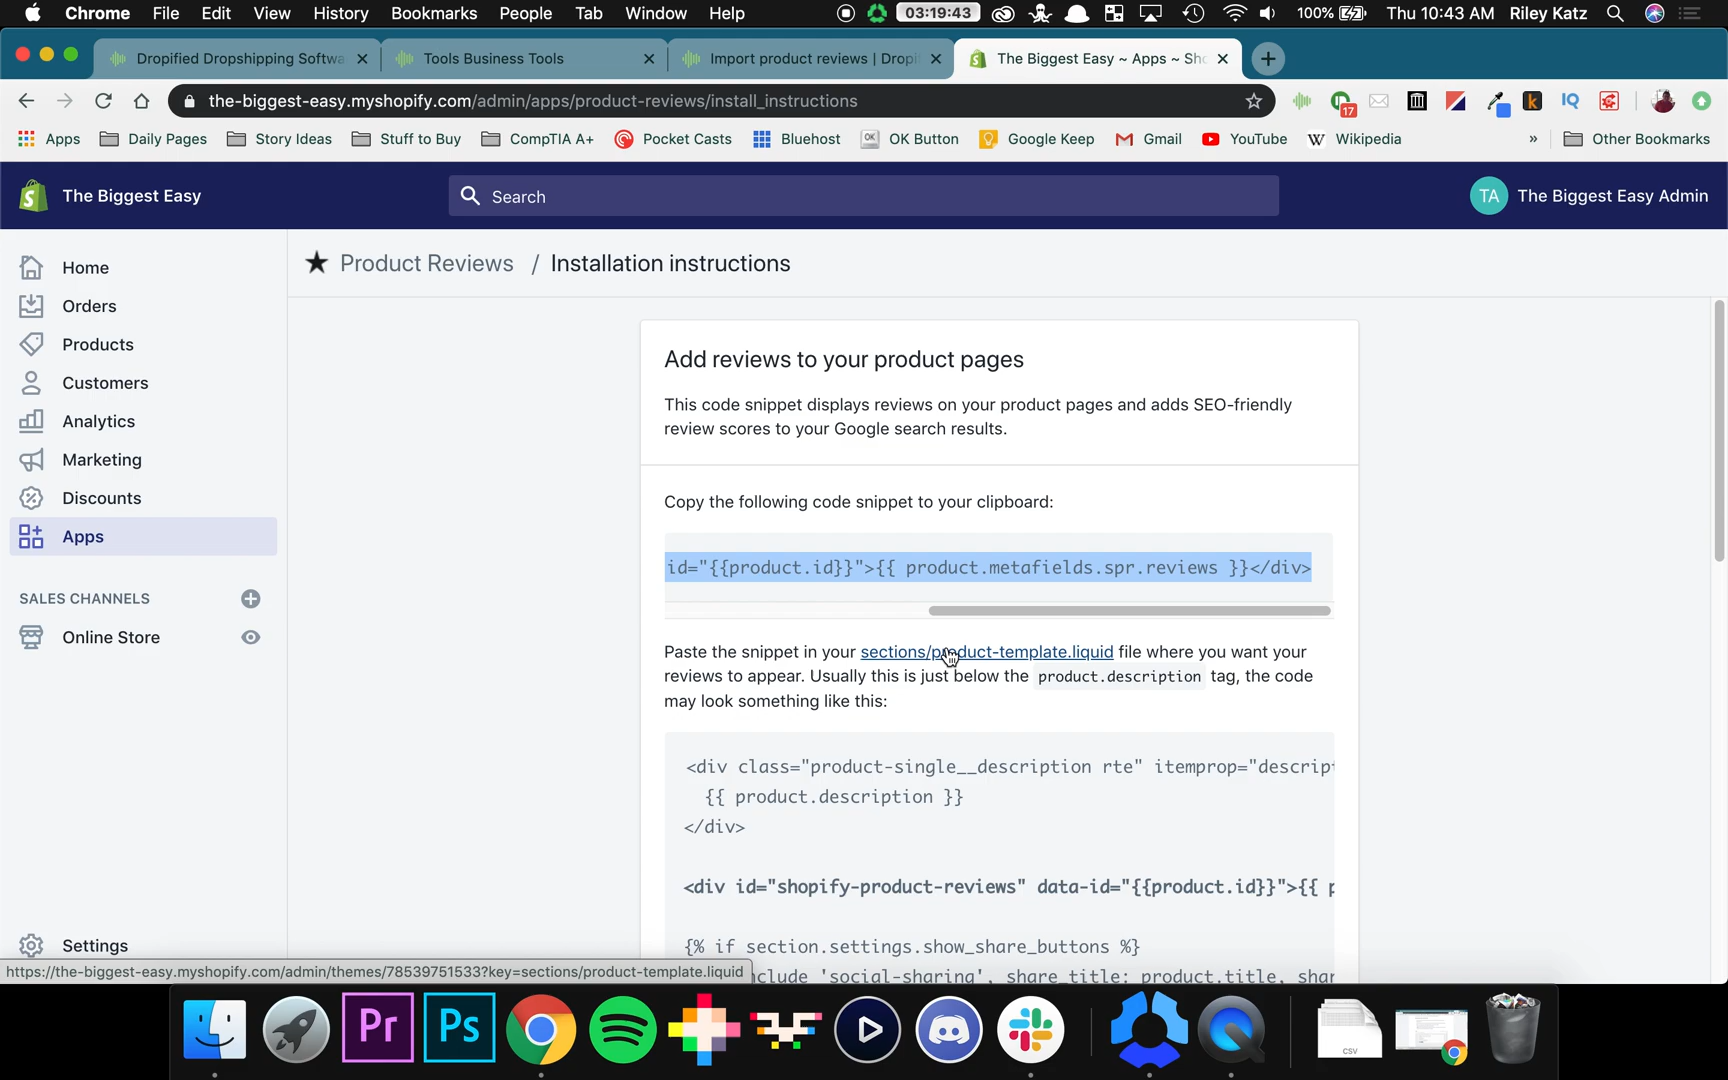 Chrome File Edit View History Bookmarks People Tab Window Help 03:19:43 100% Thu 10:43 AM Riley Katz
Dropified Dropshipping Softwa
Tools Business Tools
Import product reviews | Dropi
The Biggest Easy ~ Apps ~ Sh
the-biggest-easy.myshopify.com/admin/apps/product-reviews/install_instructions
17
k
IQ
Apps Daily Pages Story Ideas Stuff to Buy CompTIA A+ Pocket Casts Bluehost OK OK Button Google Keep Gmail YouTube W Wikipedia » Other Bookmarks
The Biggest Easy
Search
TA The Biggest Easy Admin
Home
Orders
Products
Customers
Analytics
Marketing
Discounts
Apps
SALES CHANNELS
Online Store
Settings
★ Product Reviews / Installation instructions
Add reviews to your product pages
This code snippet displays reviews on your product pages and adds SEO-friendly
review scores to your Google search results.
Copy the following code snippet to your clipboard:
id="{{product.id}}">{{ product.metafields.spr.reviews }}</div>
Paste the snippet in your sections/product-template.liquid file where you want your
reviews to appear. Usually this is just below the product.description tag, the code
may look something like this:
<div class="product-single__description rte" itemprop="descript
{{ product.description }}
</div>
<div id="shopify-product-reviews" data-id="{{product.id}}">{{ p
{% if section.settings.show_share_buttons %}
nclude 'social-sharing', share_title: product.title, shar
https://the-biggest-easy.myshopify.com/admin/themes/78539751533?key=sections/product-template.liquid
Pr
Ps
CSV